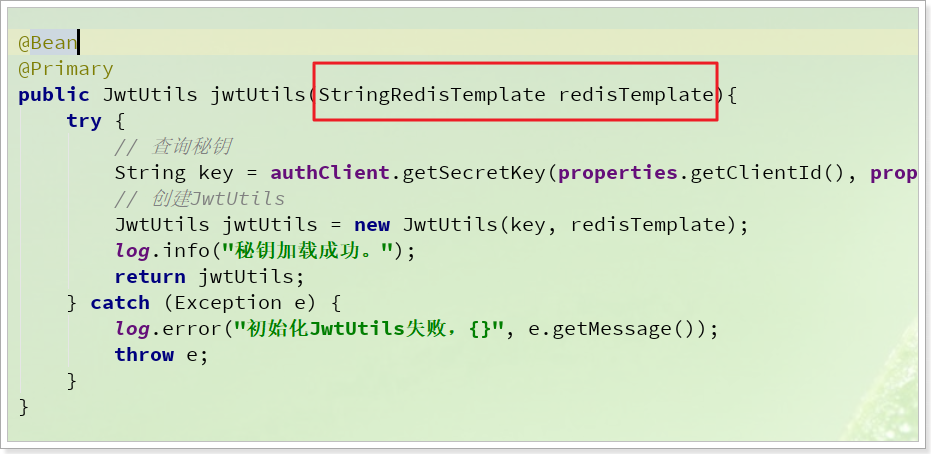 @Bean
@Primary
public JwtUtils jwtUtils(StringRedisTemplate redisTemplate){
    try {
        // 查询秘钥
        String key = authClient.getSecretKey(properties.getClientId(), prop
        // 创建JwtUtils
        JwtUtils jwtUtils = new JwtUtils(key, redisTemplate);
        log.info("秘钥加载成功。");
        return jwtUtils;
    } catch (Exception e) {
        log.error("初始化JwtUtils失败，{}", e.getMessage());
        throw e;
    }
}